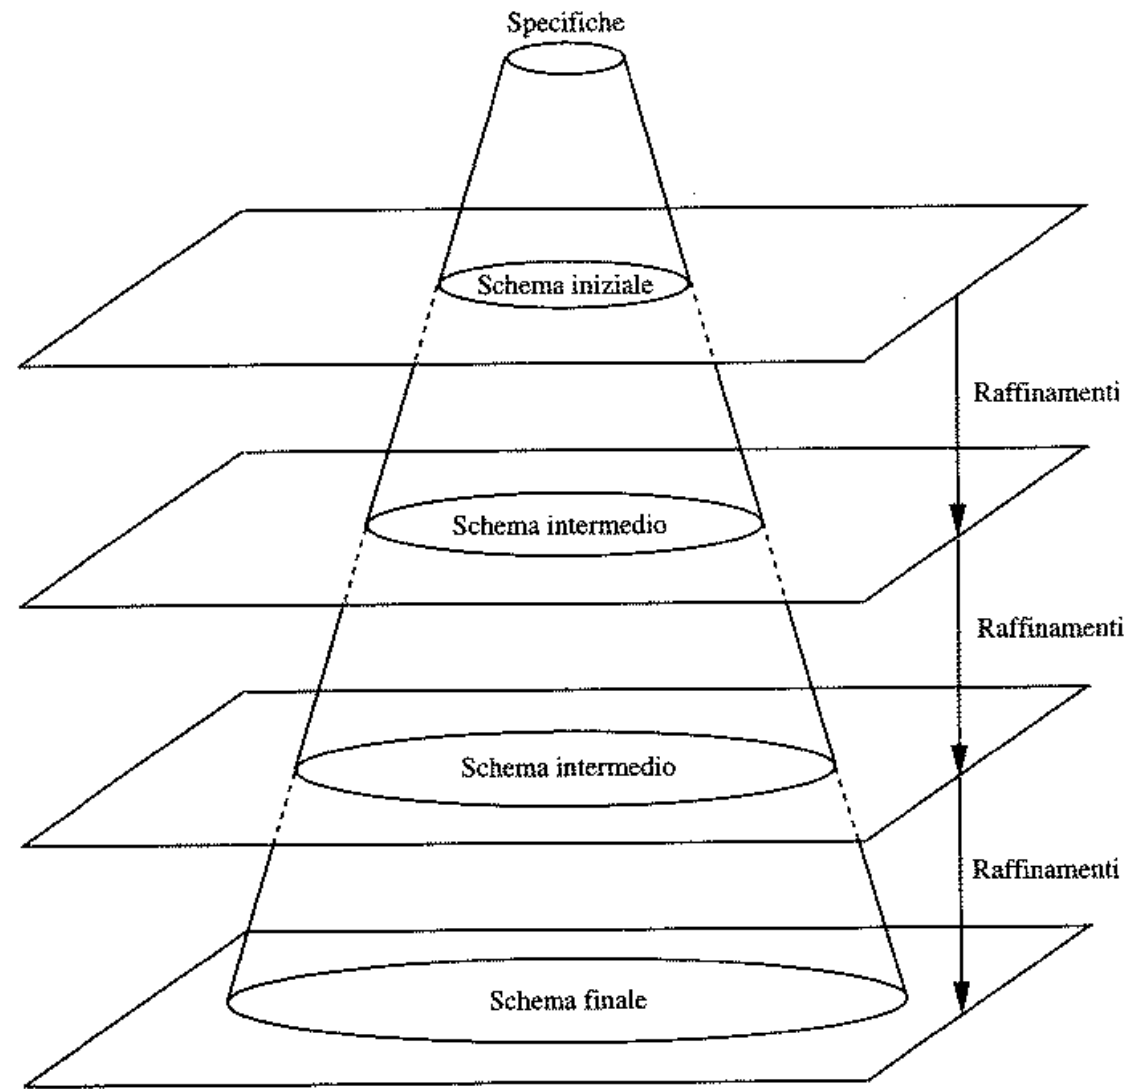 Specifiche
Schema iniziale
Raffinamenti
Schema intermedio
Raffinamenti
Schema intermedio
Raffinamenti
Schema finale